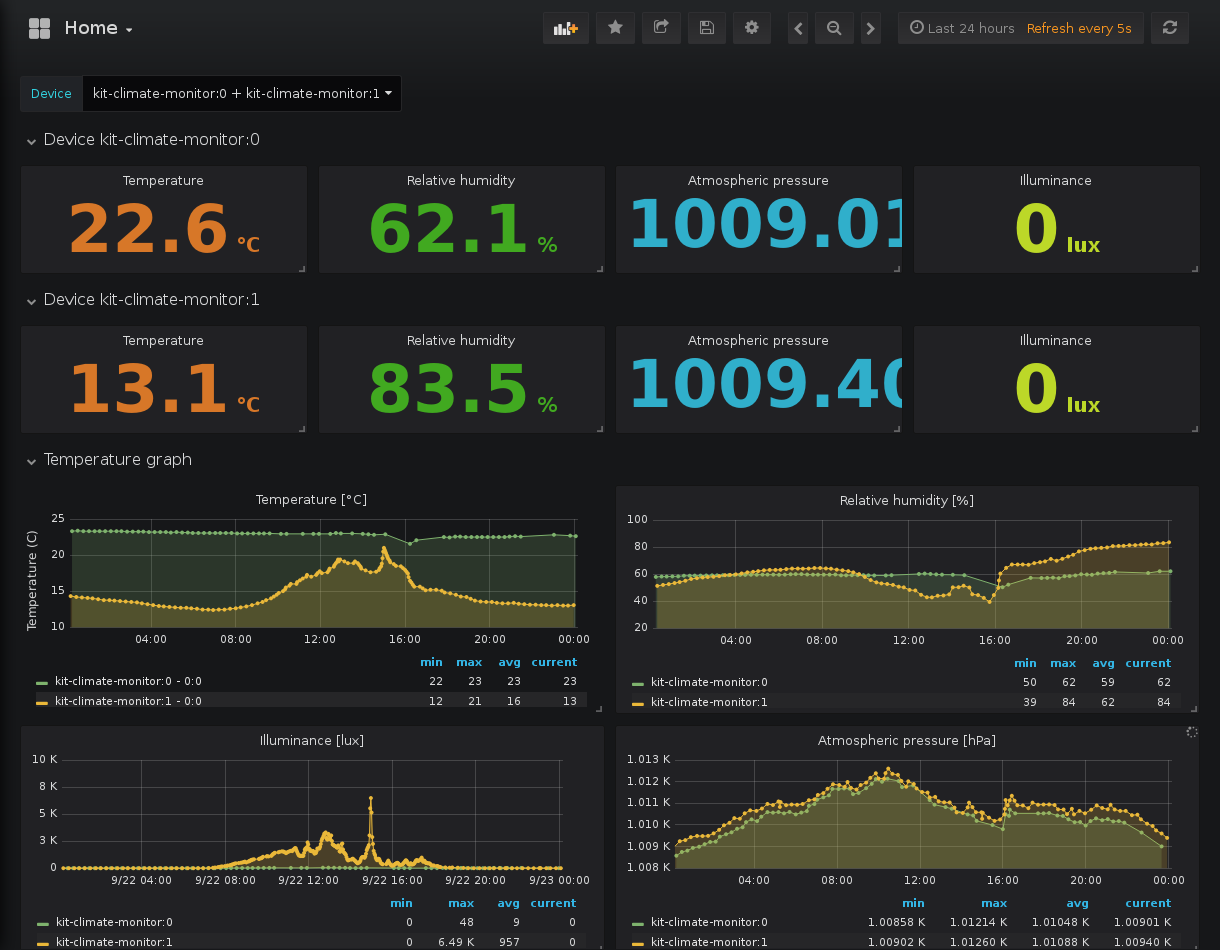 Home
Last 24 hours Refresh every 5s
Device kit-climate-monitor:0 + kit-climate-monitor:1
Device kit-climate-monitor:0
Temperature Relative humidity Atmospheric pressure Illuminance
22.6 °C 62.1 % 1009.01 0 lux
Device kit-climate-monitor:1
Temperature Relative humidity Atmospheric pressure Illuminance
13.1 °C 83.5 % 1009.40 0 lux
Temperature graph
Temperature [°C]
Temperature (C)
25
20
15
10
04:00 08:00 12:00 16:00 20:00 00:00
min max avg current
kit-climate-monitor:0 - 0:0 22 23 23 23
kit-climate-monitor:1 - 0:0 12 21 16 13
Relative humidity [%]
100
80
60
40
20
04:00 08:00 12:00 16:00 20:00 00:00
min max avg current
kit-climate-monitor:0 50 62 59 62
kit-climate-monitor:1 39 84 62 84
Illuminance [lux]
10 K
8 K
5 K
3 K
0
9/22 04:00 9/22 08:00 9/22 12:00 9/22 16:00 9/22 20:00 9/23 00:00
min max avg current
kit-climate-monitor:0 0 48 9 0
kit-climate-monitor:1 0 6.49 K 957 0
Atmospheric pressure [hPa]
1.013 K
1.012 K
1.011 K
1.010 K
1.009 K
1.008 K
04:00 08:00 12:00 16:00 20:00 00:00
min max avg current
kit-climate-monitor:0 1.00858 K 1.01214 K 1.01048 K 1.00901 K
kit-climate-monitor:1 1.00902 K 1.01260 K 1.01088 K 1.00940 K